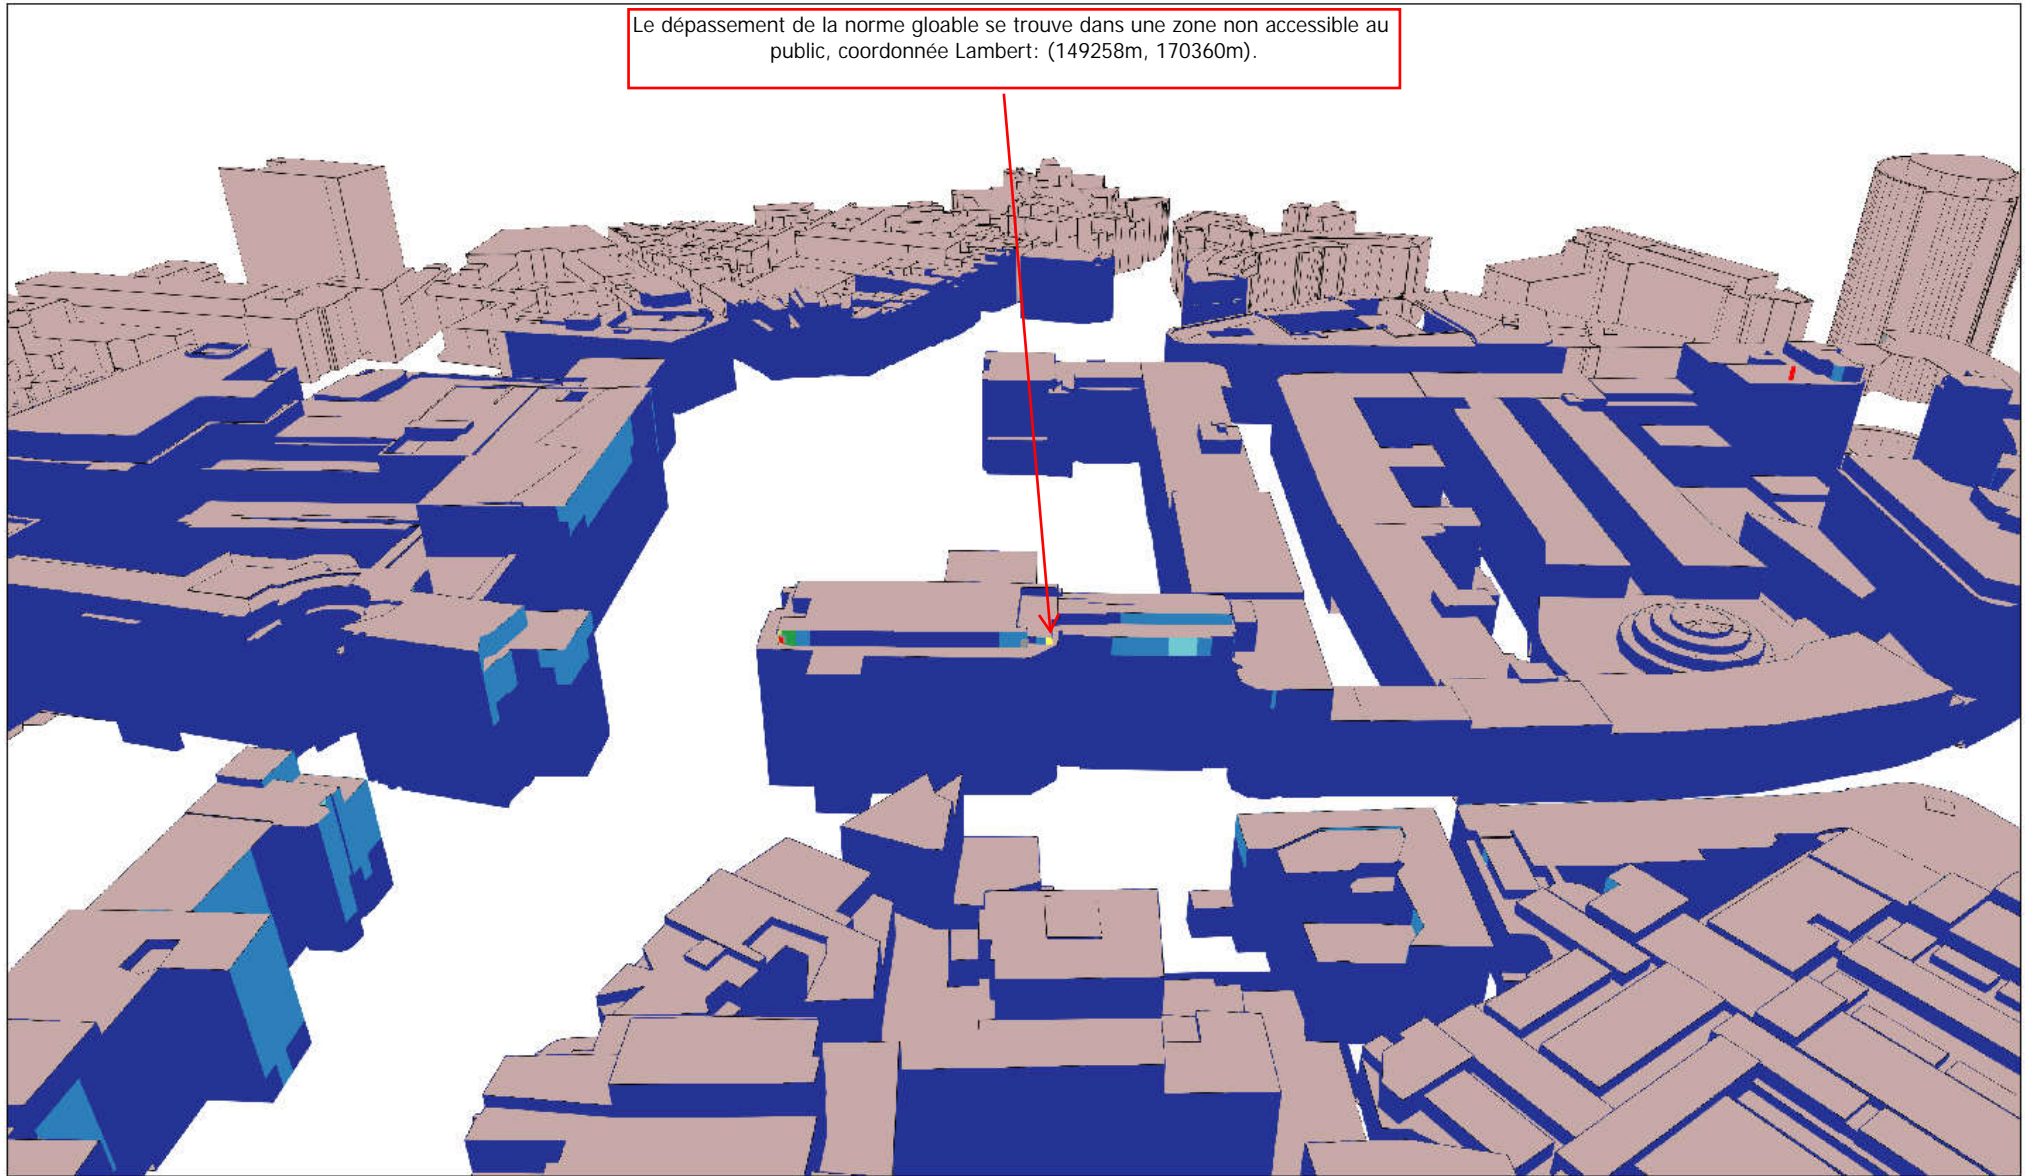 Le dépassement de la norme gloable se trouve dans une zone non accessible au
public, coordonnée Lambert: (149258m, 170360m).